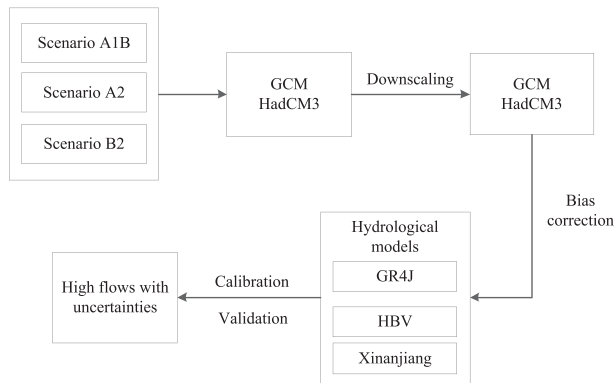 Scenario A1B
Scenario A2
Scenario B2
GCM
HadCM3
Downscaling
GCM
HadCM3
Bias
correction
Hydrological
models
GR4J
HBV
Xinanjiang
Calibration
Validation
High flows with
uncertainties